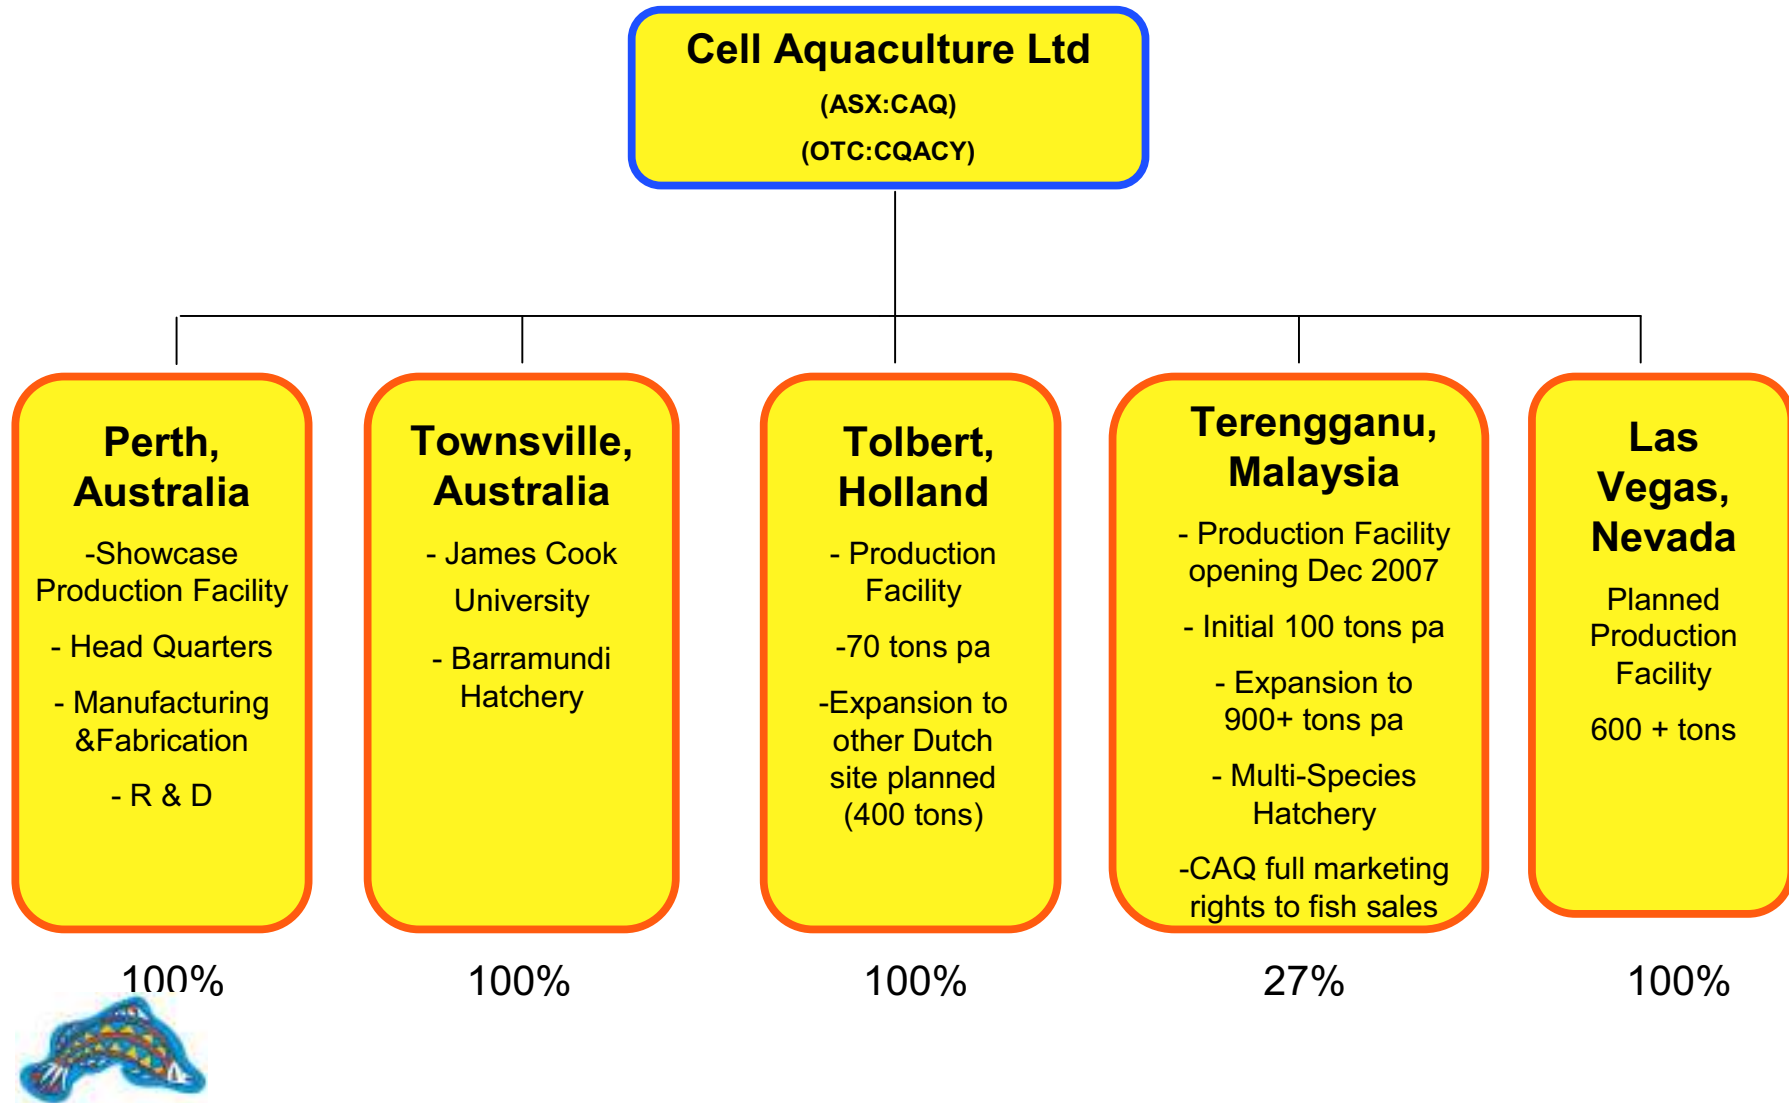 Cell Aquaculture Ltd
(ASX:CAQ)
(OTC:CQACY)
Perth,
Australia
-Showcase
Production Facility
- Head Quarters
- Manufacturing
&Fabrication
- R & D
100%
Townsville,
Australia
- James Cook
University
- Barramundi
Hatchery
100%
Tolbert,
Holland
- Production
Facility
-70 tons pa
-Expansion to
other Dutch
site planned
(400 tons)
100%
Terengganu,
Malaysia
- Production Facility
opening Dec 2007
- Initial 100 tons pa
- Expansion to
900+ tons pa
- Multi-Species
Hatchery
-CAQ full marketing
rights to fish sales
27%
Las
Vegas,
Nevada
Planned
Production
Facility
600 + tons
100%